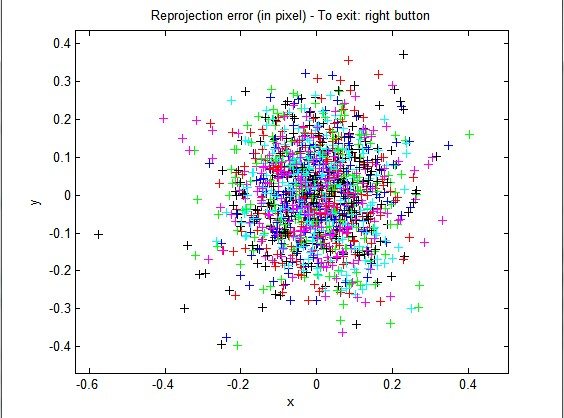 Reprojection error (in pixel) - To exit: right button
0.4
0.3
0.2
0.1
0
-0.1
-0.2
-0.3
-0.4
y
-0.6 -0.4 -0.2 0 0.2 0.4
x